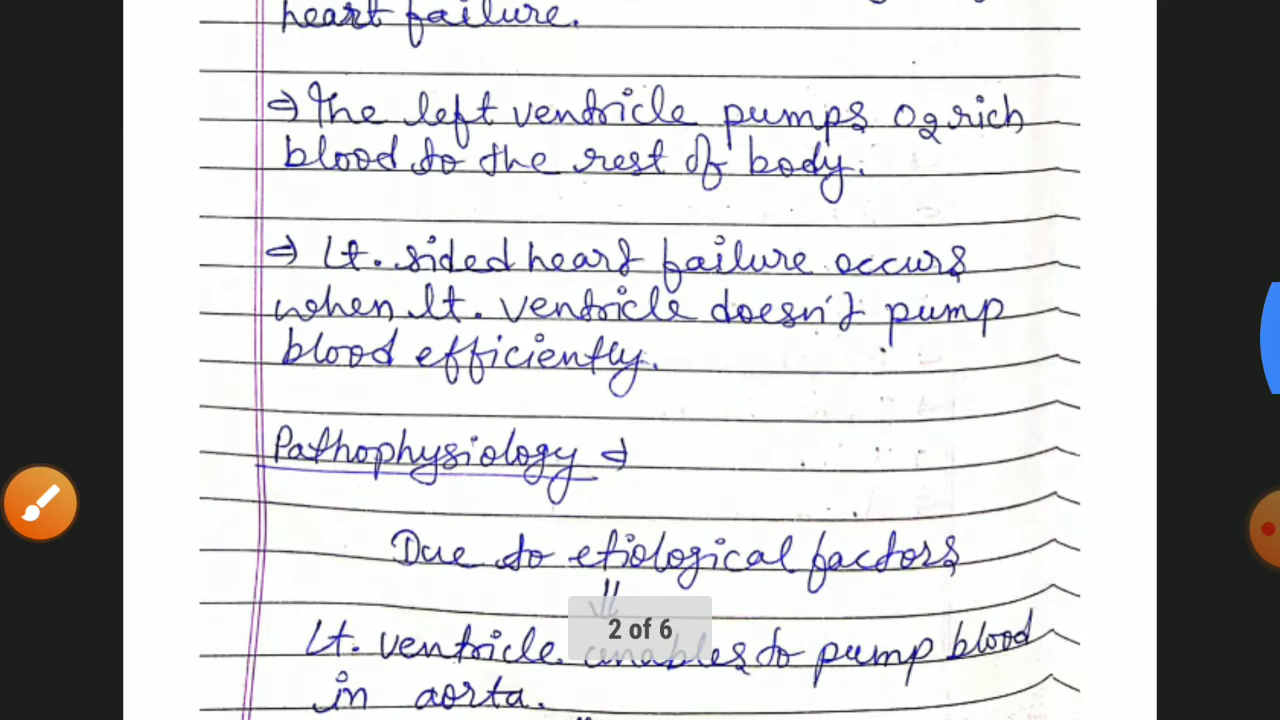 heart failure.
⇒ The left ventricle pumps O2 rich
blood to the rest of body.
⇒ Lt. sided heart failure occurs
when lt. ventricle doesn't pump
blood efficiently.
Pathophysiology ⇒
Due to etiological factors
⇓
2 of 6
Lt. ventricle unables to pump blood
in aorta.